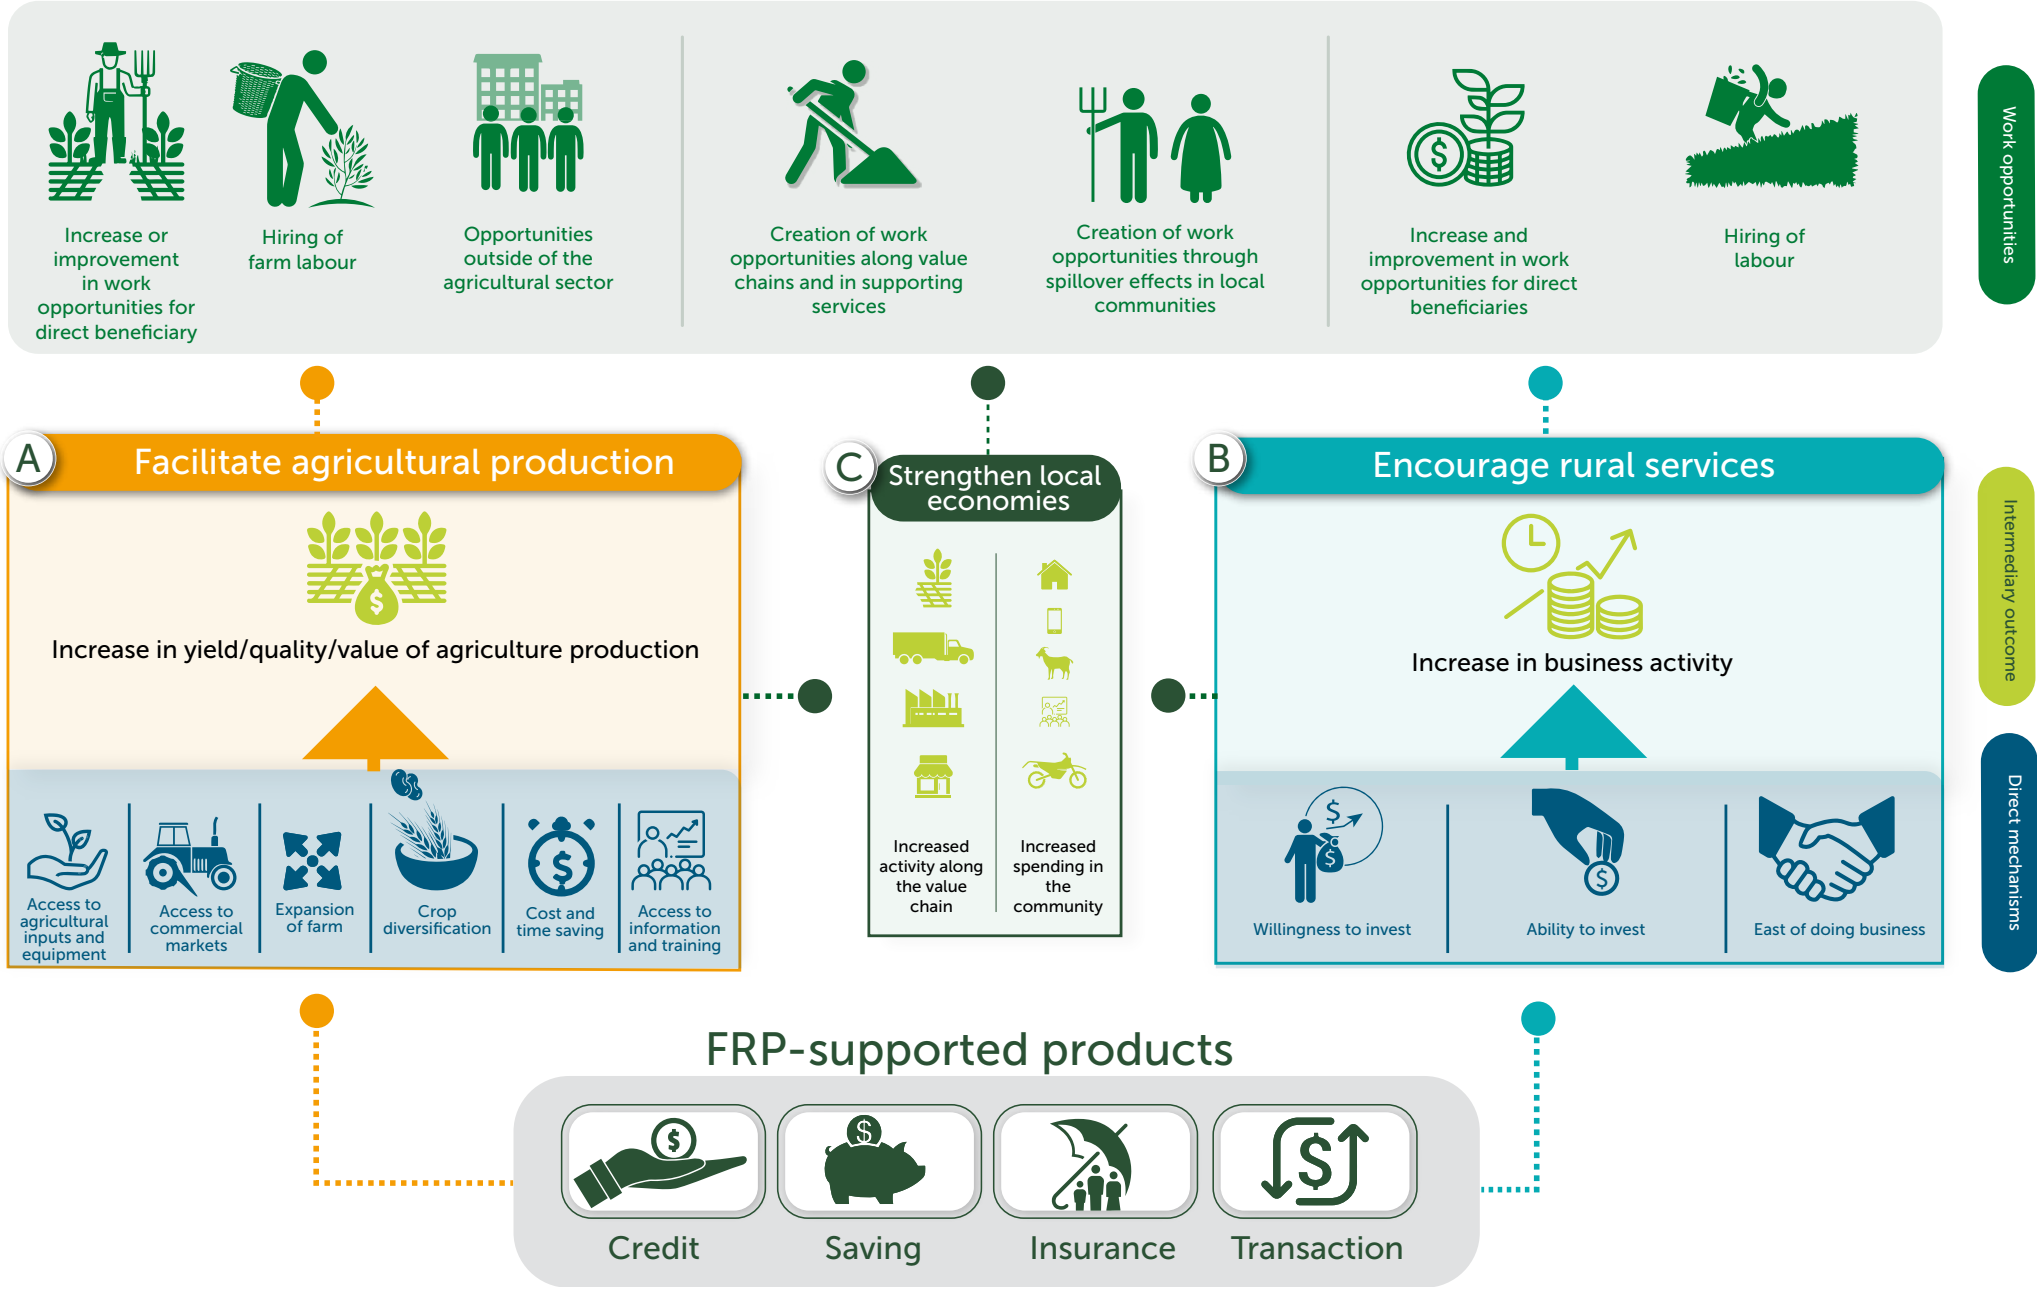 Increase or
improvement
in work
opportunities for
direct beneficiary
Hiring of
farm labour
Opportunities
outside of the
agricultural sector
Creation of work
opportunities along value
chains and in supporting
services
Creation of work
opportunities through
spillover effects in local
communities
Increase and
improvement in work
opportunities for direct
beneficiaries
Hiring of
labour
Work opportunities
A
Facilitate agricultural production
Increase in yield/quality/value of agriculture production
Access to
agricultural
inputs and
equipment
Access to
commercial
markets
Expansion
of farm
Crop
diversification
Cost and
time saving
Access to
information
and training
C
Strengthen local
economies
Increased
activity along
the value
chain
Increased
spending in
the
community
B
Encourage rural services
Increase in business activity
Willingness to invest
Ability to invest
East of doing business
Intermediary outcome
Direct mechanisms
FRP-supported products
Credit
Saving
Insurance
Transaction